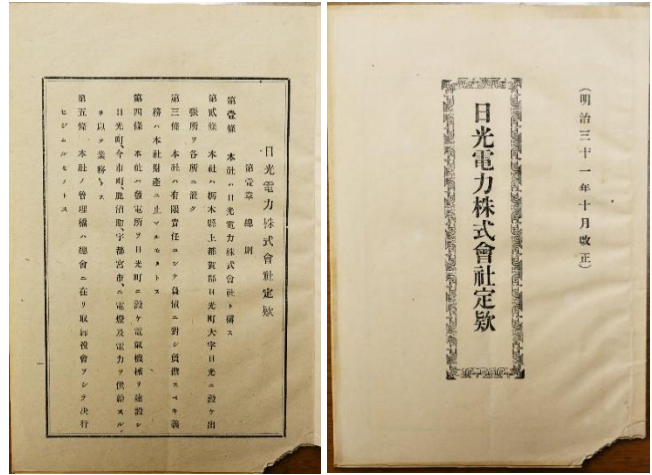 (明治三十一年十月改正)
日光電力株式會社定欵
日光電力株式會社定欵
第壹章 總則
第壹條 本社ハ日光電力株式會社ト稱ス
第貳條 本社ハ栃木縣上都賀郡日光町大字日光ニ設ケ出
張所ヲ各所ニ置ク
第三條 本社ハ有限責任ニシテ負債ニ對シ負擔スベキ義
務ハ本社財產ニ止マルモノトス
第四條 本社ハ發電所ヲ日光町ニ設ケ電氣機械ヲ建設シ
日光町、今市町、鹿沼町、宇都宮市、ニ電燈及電力ヲ供給スル
ヲ以テ業務トス
第五條 本社ノ管理權ハ總會ニ在リ取締役會ヲシテ決行
セシムルモノトス